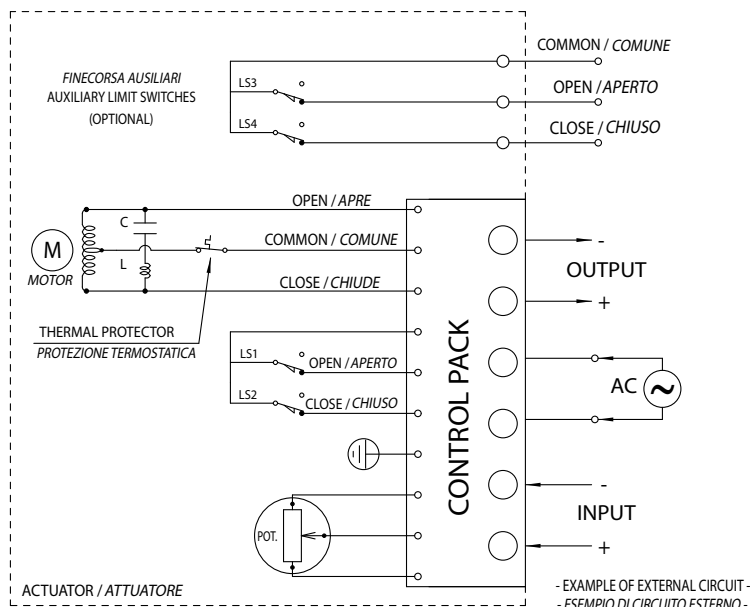 COMMON / COMUNE
FINECORSA AUSILIARI
AUXILIARY LIMIT SWITCHES
(OPTIONAL)
LS3
OPEN / APERTO
LS4
CLOSE / CHIUSO
OPEN / APRE
C
M
MOTOR
COMMON / COMUNE
L
CLOSE / CHIUDE
THERMAL PROTECTOR
PROTEZIONE TERMOSTATICA
LS1
OPEN / APERTO
LS2
CLOSE / CHIUSO
POT.
CONTROL PACK
-
OUTPUT
+
AC
~
-
INPUT
+
ACTUATOR / ATTUATORE
- EXAMPLE OF EXTERNAL CIRCUIT -
- ESEMPIO DI CIRCUITO ESTERNO -